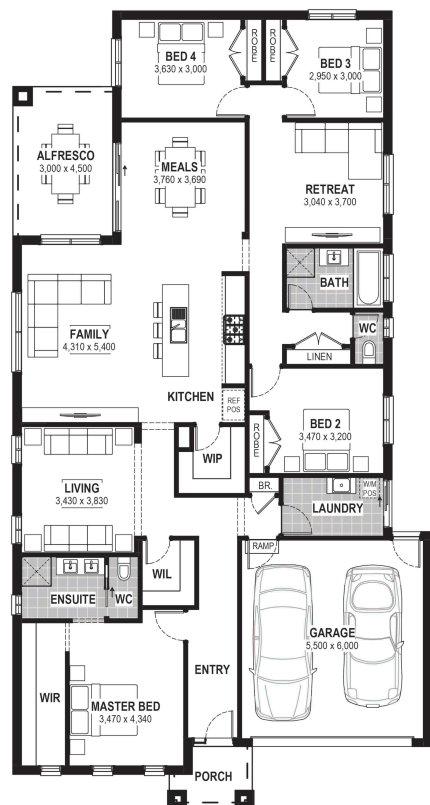 BED 4
3,630 x 3,000
ROBE
ROBE
BED 3
2,950 x 3,000
ALFRESCO
3,000 x 4,500
MEALS
3,760 x 3,690
RETREAT
3,040 x 3,700
BATH
WC
LINEN
FAMILY
4,310 x 5,400
KITCHEN
REF
POS
BED 2
3,470 x 3,200
ROBE
WIP
LIVING
3,430 x 3,830
BR.
W/M
POS
LAUNDRY
RAMP
WIL
ENSUITE
WC
GARAGE
5,500 x 6,000
ENTRY
WIR
MASTER BED
3,470 x 4,340
PORCH